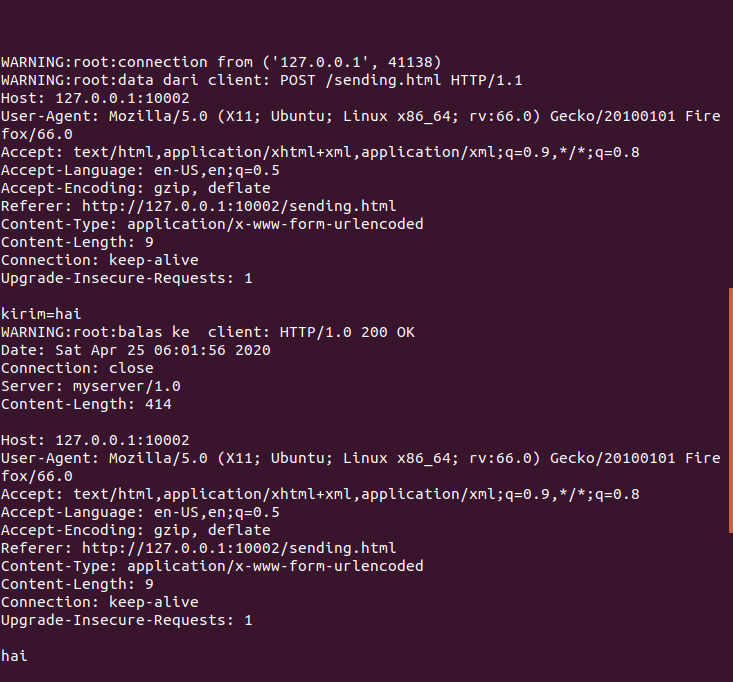 WARNING:root:connection from ('127.0.0.1', 41138)
WARNING:root:data dari client: POST /sending.html HTTP/1.1
Host: 127.0.0.1:10002
User-Agent: Mozilla/5.0 (X11; Ubuntu; Linux x86_64; rv:66.0) Gecko/20100101 Fire
fox/66.0
Accept: text/html,application/xhtml+xml,application/xml;q=0.9,*/*;q=0.8
Accept-Language: en-US,en;q=0.5
Accept-Encoding: gzip, deflate
Referer: http://127.0.0.1:10002/sending.html
Content-Type: application/x-www-form-urlencoded
Content-Length: 9
Connection: keep-alive
Upgrade-Insecure-Requests: 1

kirim=hai
WARNING:root:balas ke  client: HTTP/1.0 200 OK
Date: Sat Apr 25 06:01:56 2020
Connection: close
Server: myserver/1.0
Content-Length: 414

Host: 127.0.0.1:10002
User-Agent: Mozilla/5.0 (X11; Ubuntu; Linux x86_64; rv:66.0) Gecko/20100101 Fire
fox/66.0
Accept: text/html,application/xhtml+xml,application/xml;q=0.9,*/*;q=0.8
Accept-Language: en-US,en;q=0.5
Accept-Encoding: gzip, deflate
Referer: http://127.0.0.1:10002/sending.html
Content-Type: application/x-www-form-urlencoded
Content-Length: 9
Connection: keep-alive
Upgrade-Insecure-Requests: 1

hai